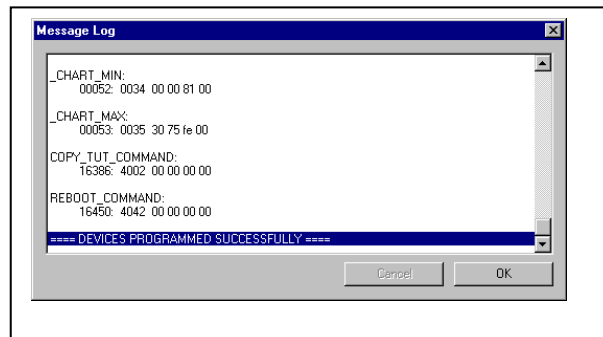 Message Log
_CHART_MIN:
00052: 0034 00 00 81 00
_CHART_MAX:
00053: 0035 30 75 fe 00
COPY_TUT_COMMAND:
16386: 4002 00 00 00 00
REBOOT_COMMAND:
16450: 4042 00 00 00 00
==== DEVICES PROGRAMMED SUCCESSFULLY ====
Cancel OK